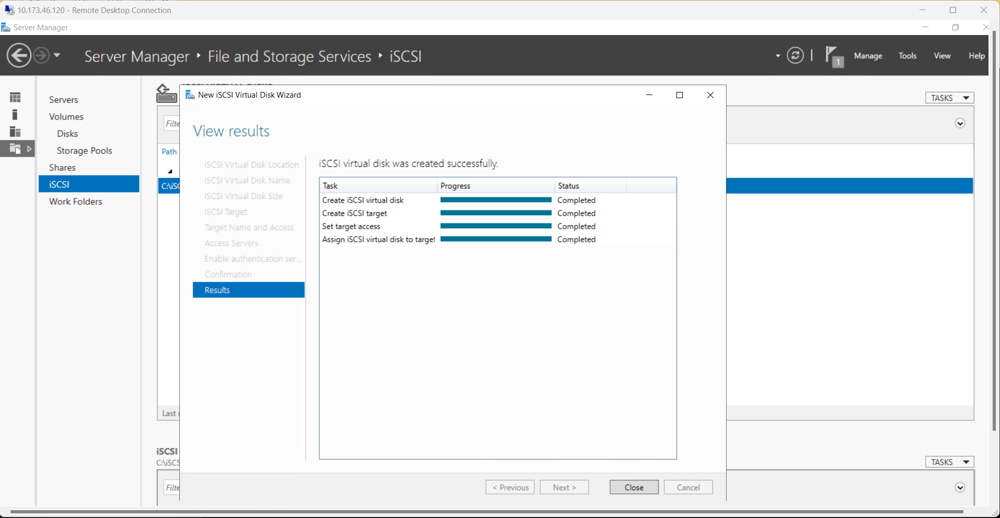 10.173.46.120 - Remote Desktop Connection
Server Manager
Server Manager ‣ File and Storage Services ‣ iSCSI
1
Manage Tools View Help
Servers
Volumes
Disks
Storage Pools
Shares
iSCSI
Work Folders
TASKS
Path
C:\iSC
Last
iSCSI
C:\iSCS
TASKS
New iSCSI Virtual Disk Wizard
View results
iSCSI Virtual Disk Location
iSCSI Virtual Disk Name
iSCSI Virtual Disk Size
iSCSI Target
Target Name and Access
Access Servers
Enable authentication ser...
Confirmation
Results
iSCSI virtual disk was created successfully.
Task Progress Status
Create iSCSI virtual disk Completed
Create iSCSI target Completed
Set target access Completed
Assign iSCSI virtual disk to target Completed
< Previous Next > Close Cancel